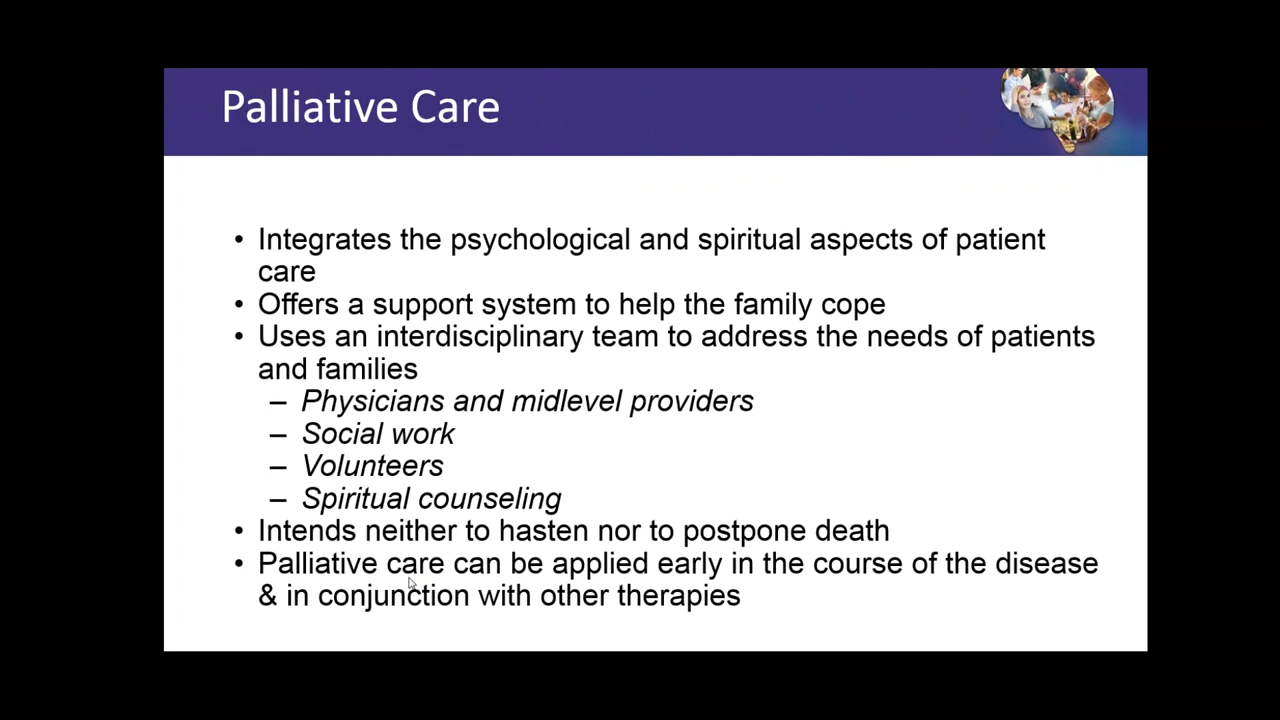 Palliative Care
• Integrates the psychological and spiritual aspects of patient
care
• Offers a support system to help the family cope
• Uses an interdisciplinary team to address the needs of patients
and families
– Physicians and midlevel providers
– Social work
– Volunteers
– Spiritual counseling
• Intends neither to hasten nor to postpone death
• Palliative care can be applied early in the course of the disease
& in conjunction with other therapies